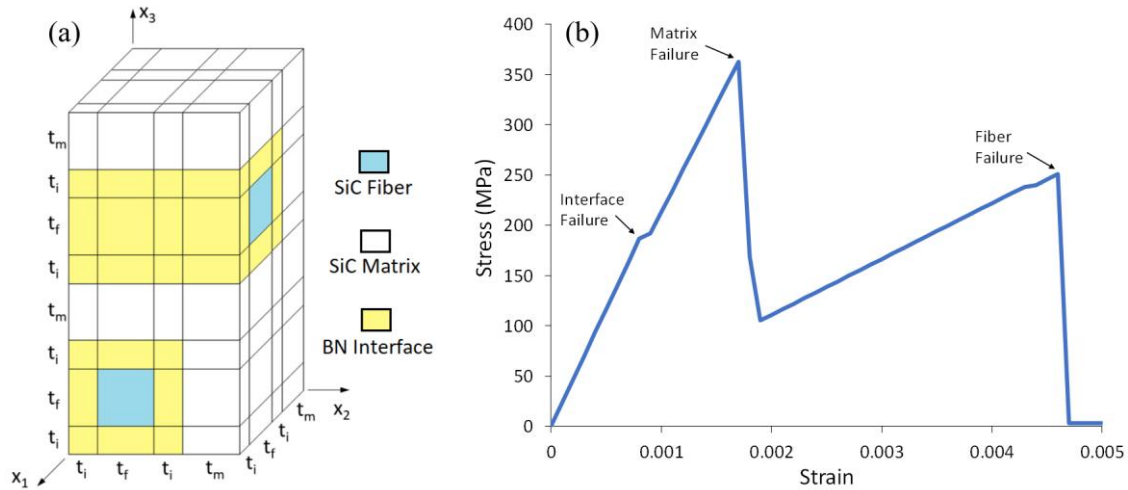 (a)
x3
tm
ti
tf
ti
tm
ti
tf
ti
ti tf ti tm
ti
tf
ti
tm
x1
x2
SiC Fiber
SiC Matrix
BN Interface
(b)
Stress (MPa)
400
350
300
250
200
150
100
50
0
Matrix
Failure
Interface
Failure
Fiber
Failure
0 0.001 0.002 0.003 0.004 0.005
Strain